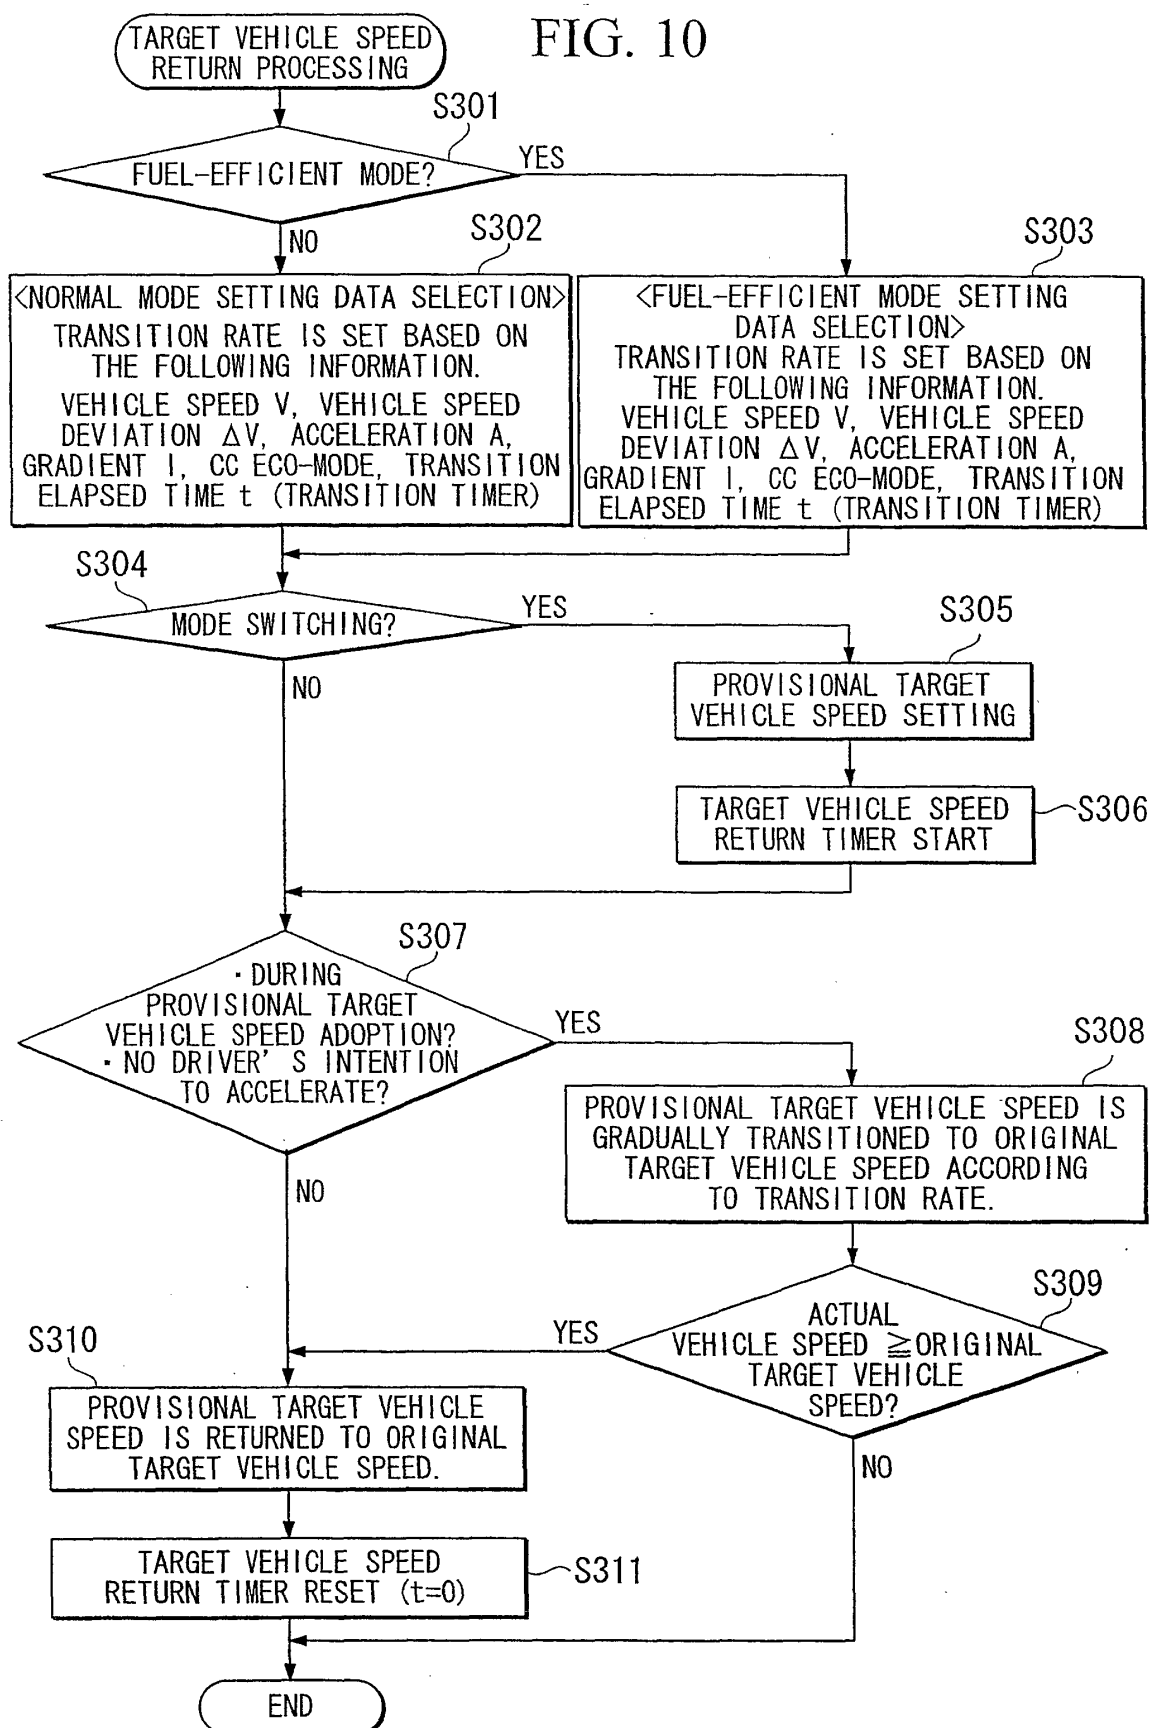 FIG. 10
TARGET VEHICLE SPEED
RETURN PROCESSING
S301
FUEL-EFFICIENT MODE?
YES
NO
S302
<NORMAL MODE SETTING DATA SELECTION>
TRANSITION RATE IS SET BASED ON
THE FOLLOWING INFORMATION.
VEHICLE SPEED V, VEHICLE SPEED
DEVIATION ΔV, ACCELERATION A,
GRADIENT I, CC ECO-MODE, TRANSITION
ELAPSED TIME t (TRANSITION TIMER)
S303
<FUEL-EFFICIENT MODE SETTING
DATA SELECTION>
TRANSITION RATE IS SET BASED ON
THE FOLLOWING INFORMATION.
VEHICLE SPEED V, VEHICLE SPEED
DEVIATION ΔV, ACCELERATION A,
GRADIENT I, CC ECO-MODE, TRANSITION
ELAPSED TIME t (TRANSITION TIMER)
S304
MODE SWITCHING?
YES
NO
S305
PROVISIONAL TARGET
VEHICLE SPEED SETTING
TARGET VEHICLE SPEED
RETURN TIMER START
S306
S307
・DURING
PROVISIONAL TARGET
VEHICLE SPEED ADOPTION?
・NO DRIVER'S INTENTION
TO ACCELERATE?
YES
NO
S308
PROVISIONAL TARGET VEHICLE SPEED IS
GRADUALLY TRANSITIONED TO ORIGINAL
TARGET VEHICLE SPEED ACCORDING
TO TRANSITION RATE.
S309
ACTUAL
VEHICLE SPEED ≧ORIGINAL
TARGET VEHICLE
SPEED?
YES
NO
S310
PROVISIONAL TARGET VEHICLE
SPEED IS RETURNED TO ORIGINAL
TARGET VEHICLE SPEED.
TARGET VEHICLE SPEED
RETURN TIMER RESET (t=0)
S311
END